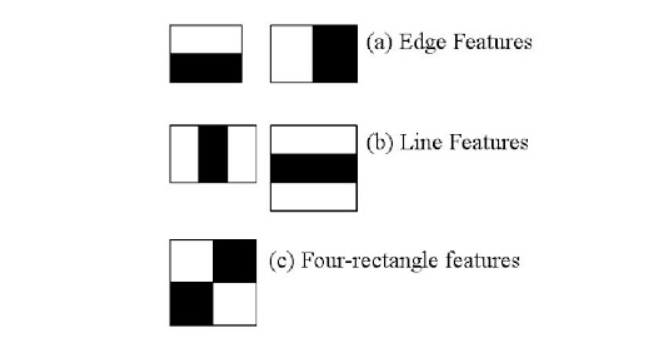 (a) Edge Features
(b) Line Features
(c) Four-rectangle features